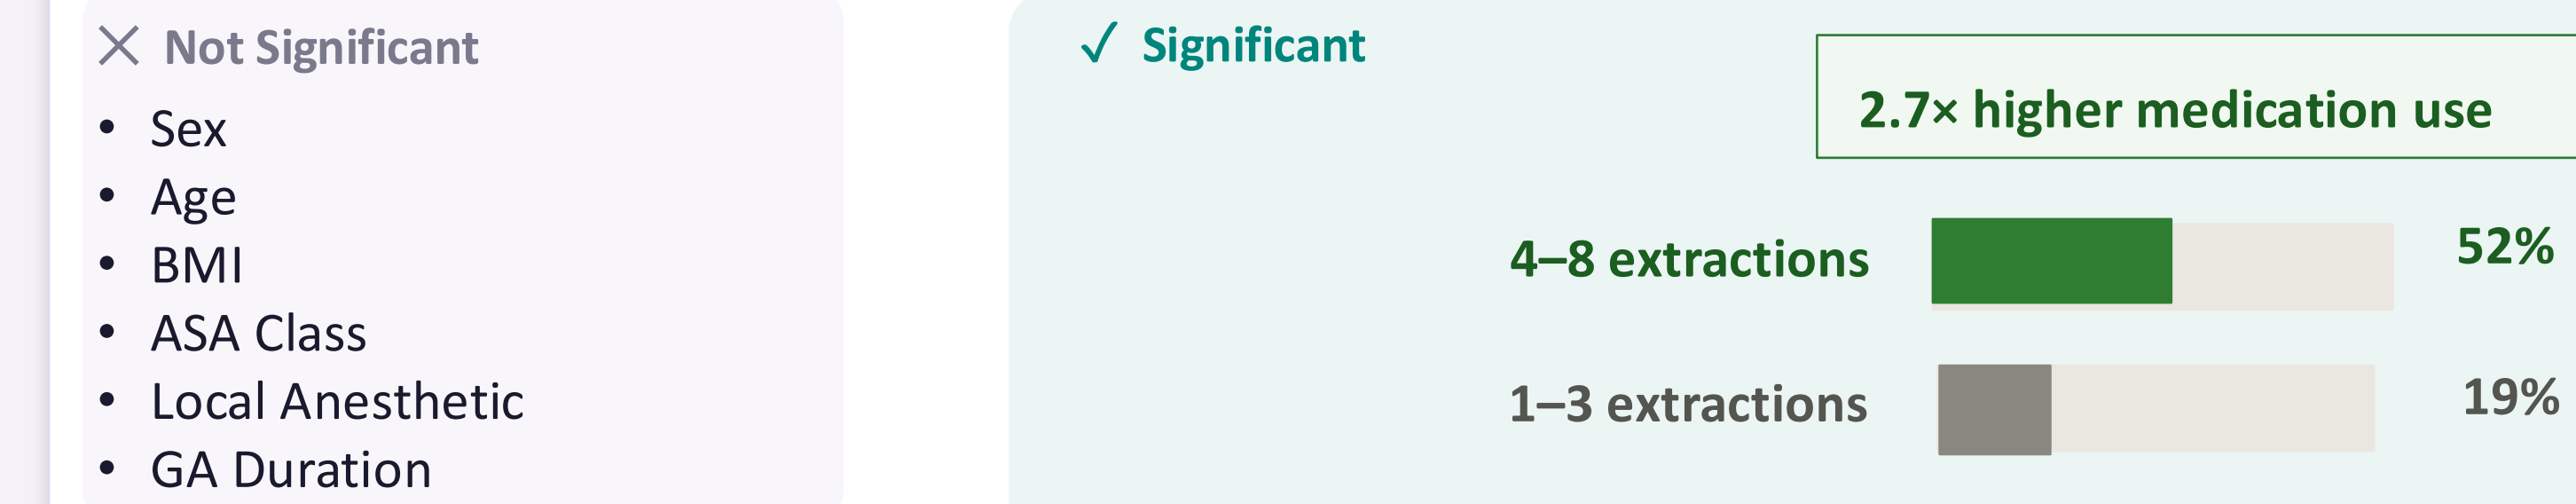 ✕ Not Significant
• Sex
• Age
• BMI
• ASA Class
• Local Anesthetic
• GA Duration
✓ Significant
2.7× higher medication use
4–8 extractions 52%
1–3 extractions 19%